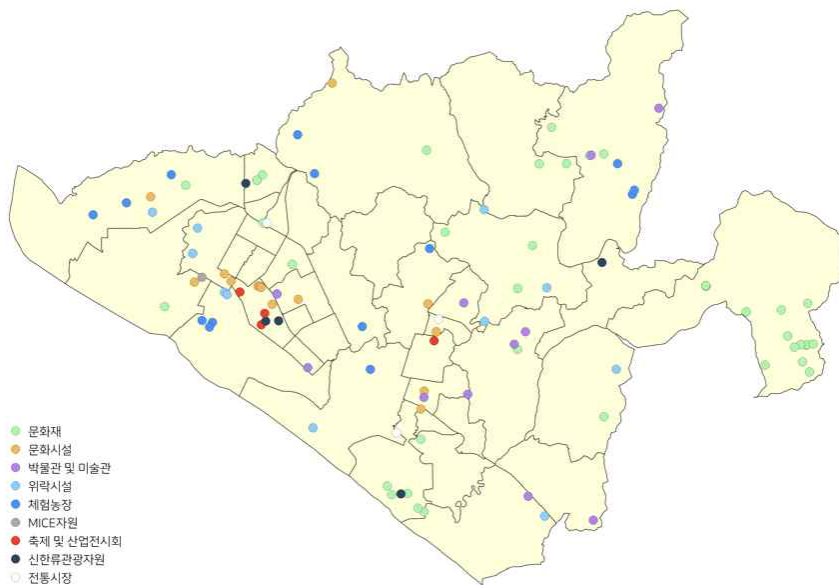 문화재
문화시설
박물관 및 미술관
위락시설
체험농장
MICE자원
축제 및 산업전시회
신한류관광자원
전통시장